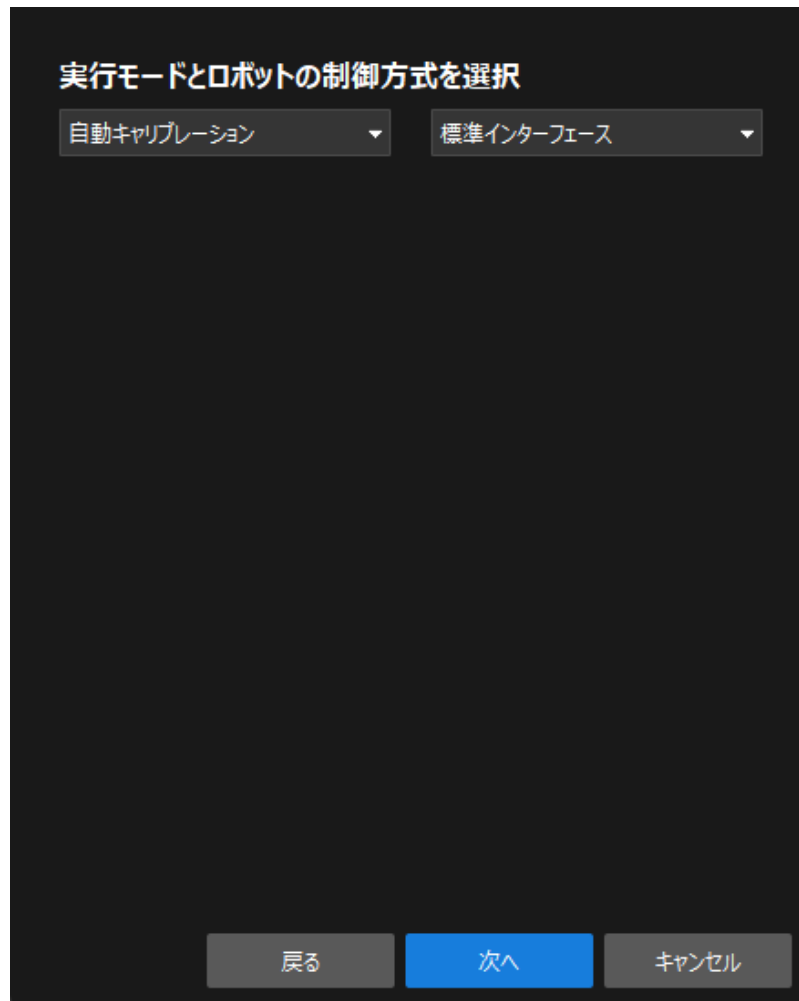 実行モードとロボットの制御方式を選択
自動キャリブレーション 標準インターフェース
戻る 次へ キャンセル